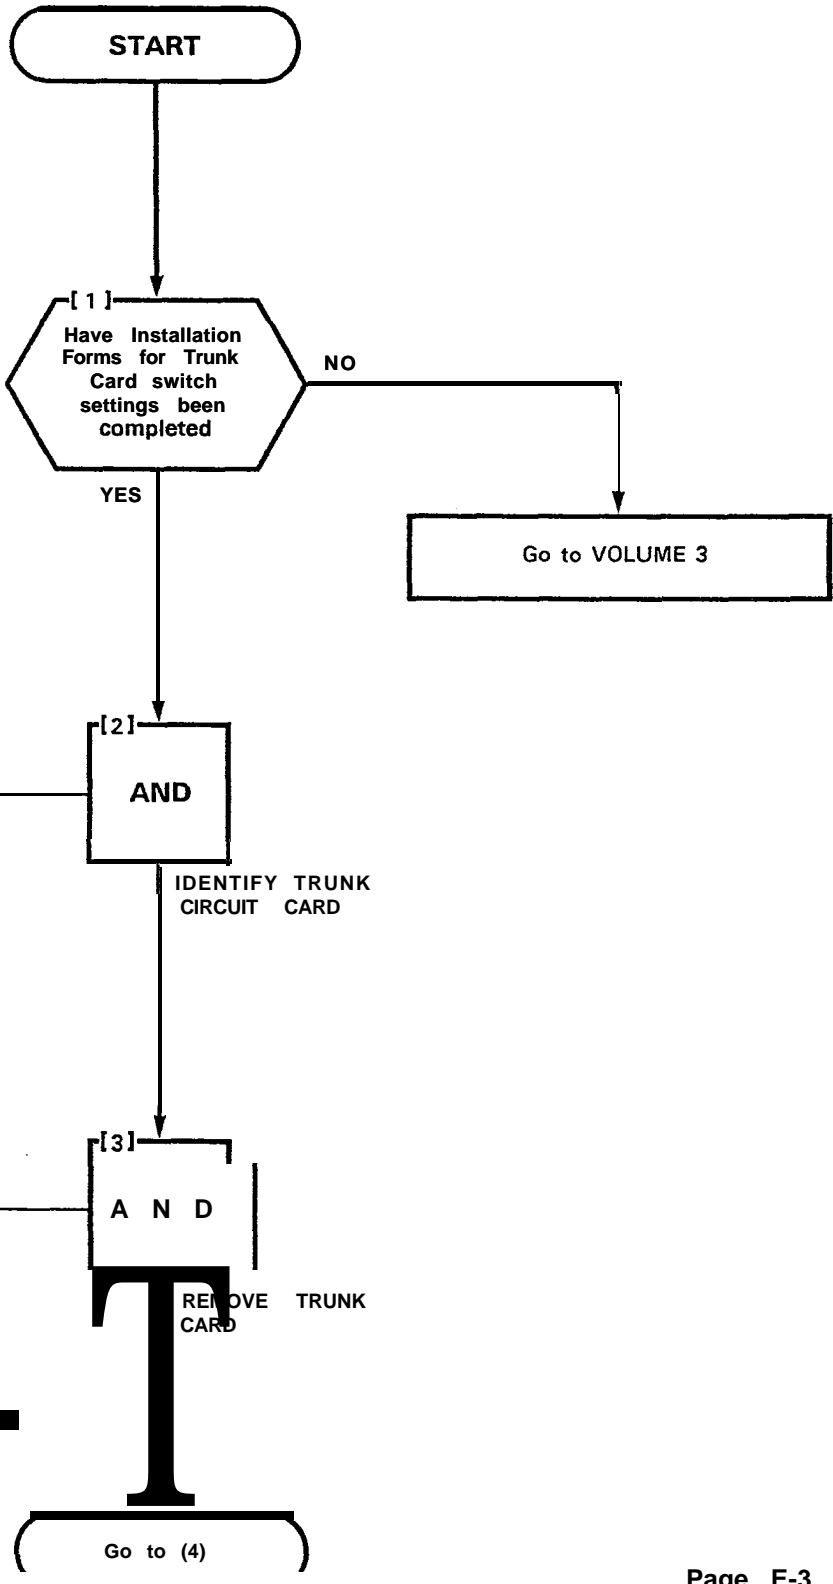 START
[ 1 ]
Have Installation
Forms for Trunk
Card switch
settings been
completed
NO
YES
Go to VOLUME 3
[2]
AND
IDENTIFY TRUNK
CIRCUIT CARD
[3]
A N D
REMOVE TRUNK
CARD
T
Go to (4)
Page E-3